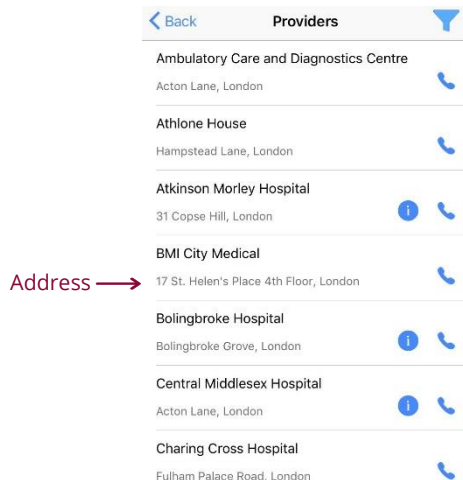 Back Providers
Ambulatory Care and Diagnostics Centre
Acton Lane, London
Athlone House
Hampstead Lane, London
Atkinson Morley Hospital
31 Copse Hill, London
BMI City Medical
Address
17 St. Helen's Place 4th Floor, London
Bolingbroke Hospital
Bolingbroke Grove, London
Central Middlesex Hospital
Acton Lane, London
Charing Cross Hospital
Fulham Palace Road, London